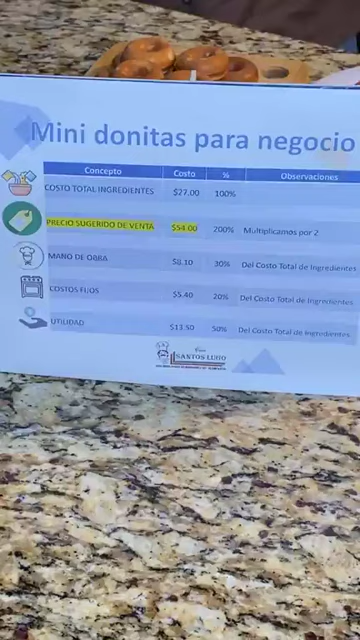 Mini donitas para negocio
Concepto Costo % Observaciones
COSTO TOTAL INGREDIENTES $27.00 100%
PRECIO SUGERIDO DE VENTA $54.00 200% Multiplicamos por 2
MANO DE OBRA $8.10 30% Del Costo Total de Ingredientes
COSTOS FIJOS $5.40 20% Del Costo Total de Ingredientes
UTILIDAD $13.50 50% Del Costo Total de Ingredientes
SANTOS LUGO